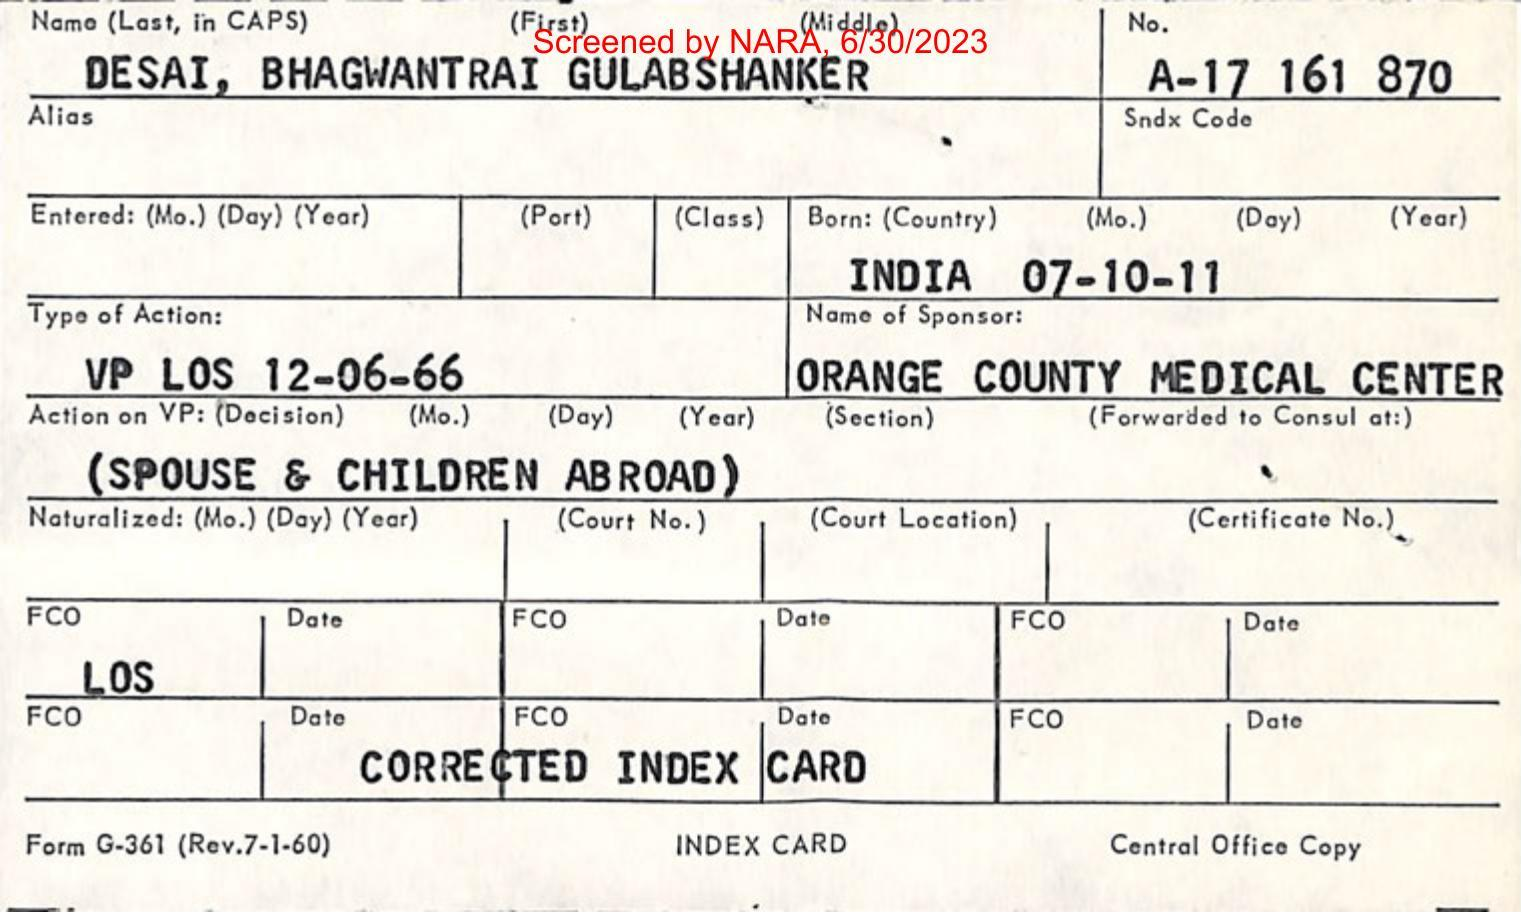 Name (Last, in CAPS) (First) (Middle) No.
Screened by NARA, 6/30/2023
DESAI, BHAGWANTRAI GULABSHANKER A-17 161 870
Alias Sndx Code
Entered: (Mo.) (Day) (Year) (Port) (Class) Born: (Country) (Mo.) (Day) (Year)
INDIA 07-10-11
Type of Action: Name of Sponsor:
VP LOS 12-06-66 ORANGE COUNTY MEDICAL CENTER
Action on VP: (Decision) (Mo.) (Day) (Year) (Section) (Forwarded to Consul at:)
(SPOUSE & CHILDREN ABROAD)
Naturalized: (Mo.) (Day) (Year) (Court No.) (Court Location) (Certificate No.)
FCO Date FCO Date FCO Date
LOS
FCO Date FCO Date FCO Date
CORRECTED INDEX CARD
Form G-361 (Rev.7-1-60) INDEX CARD Central Office Copy